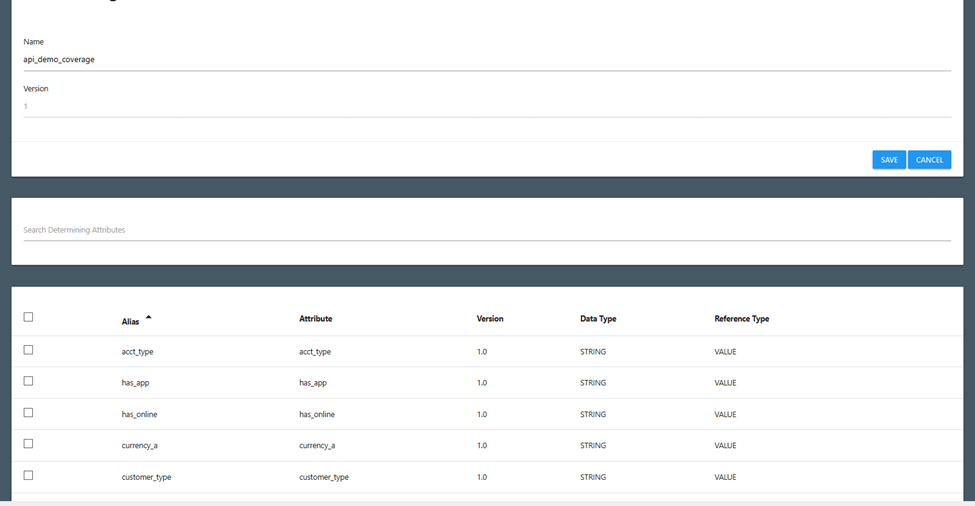 Name
api_demo_coverage
Version
1
SAVE CANCEL
Search Determining Attributes
Alias Attribute Version Data Type Reference Type
acct_type acct_type 1.0 STRING VALUE
has_app has_app 1.0 STRING VALUE
has_online has_online 1.0 STRING VALUE
currency_a currency_a 1.0 STRING VALUE
customer_type customer_type 1.0 STRING VALUE